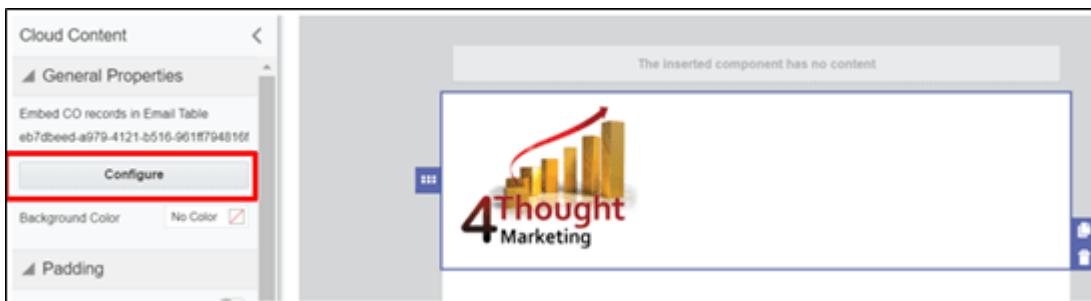 Cloud Content
General Properties
Embed CO records in Email Table
eb7dbeed-a979-4121-b516-961ff794816f
Configure
Background Color No Color
Padding
The inserted component has no content
4Thought
Marketing